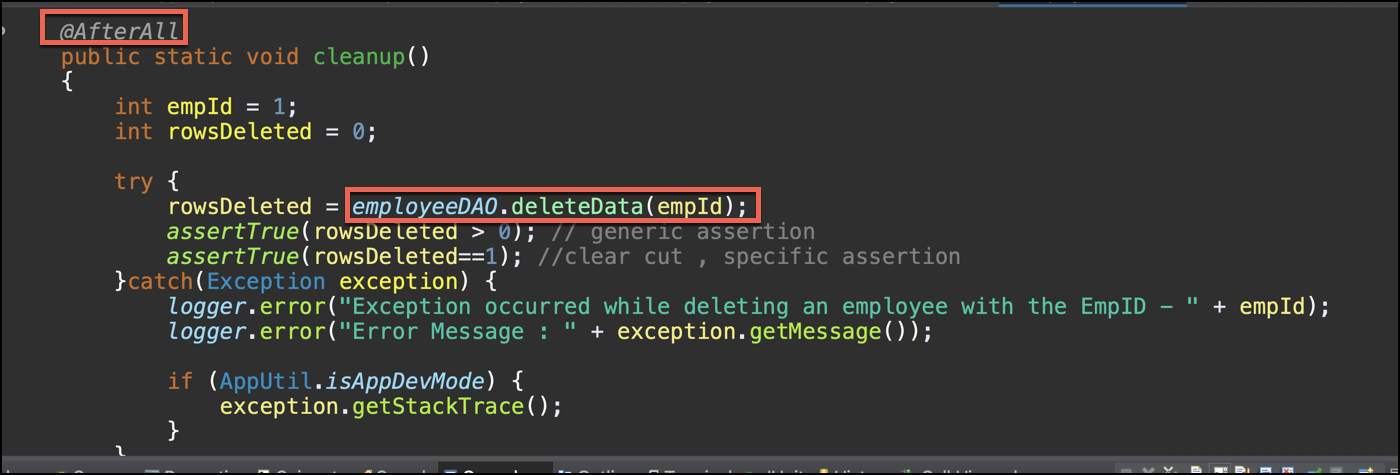 @AfterAll
public static void cleanup()
{
int empId = 1;
int rowsDeleted = 0;
try {
rowsDeleted = employeeDAO.deleteData(empId);
assertTrue(rowsDeleted > 0); // generic assertion
assertTrue(rowsDeleted==1); //clear cut , specific assertion
}catch(Exception exception) {
logger.error("Exception occurred while deleting an employee with the EmpID - " + empId);
logger.error("Error Message : " + exception.getMessage());
if (AppUtil.isAppDevMode) {
exception.getStackTrace();
}
}